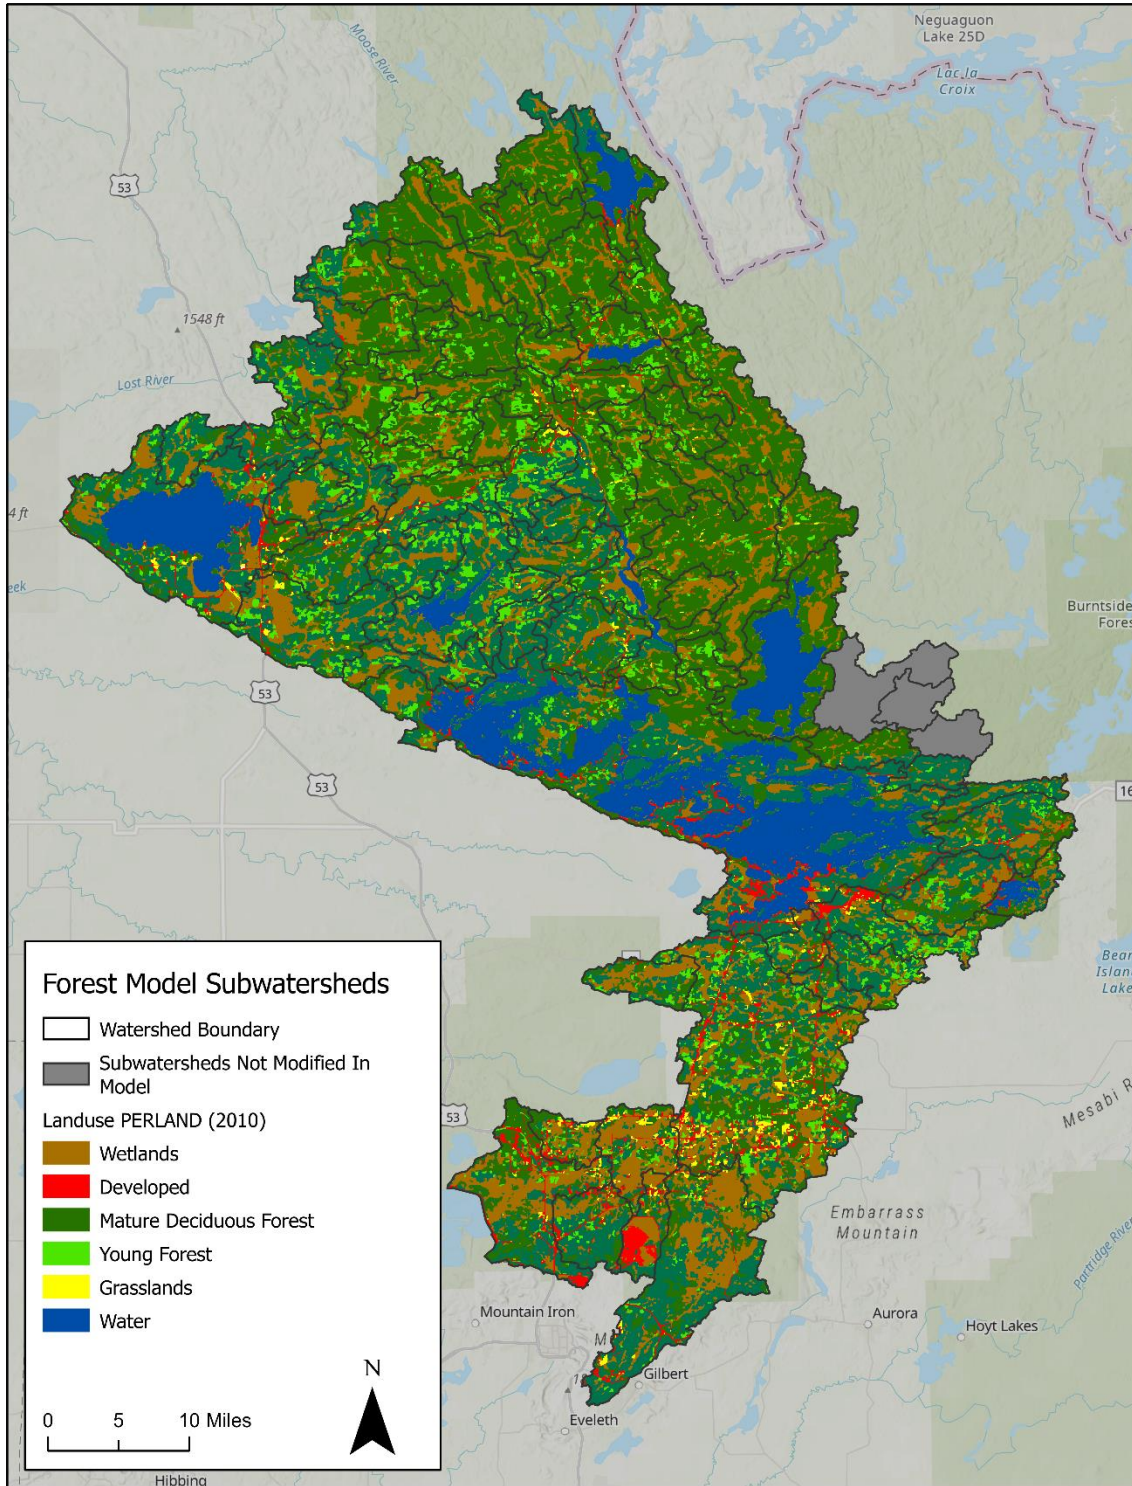 Neguaguon
Lake 25D
Moose River
Lac la
Croix
53
1548 ft
Lost River
4 ft
eek
Burntside
Fores
53
53
16
Bear
Island
Lake
Forest Model Subwatersheds
Watershed Boundary
Subwatersheds Not Modified In
Model
Landuse PERLAND (2010)
Wetlands
Developed
Mature Deciduous Forest
Young Forest
Grasslands
Water
N
0 5 10 Miles
53
Mesabi R
Embarrass
Mountain
Partridge River
Mountain Iron
Aurora
Hoyt Lakes
M
Gilbert
Eveleth
Hibbing